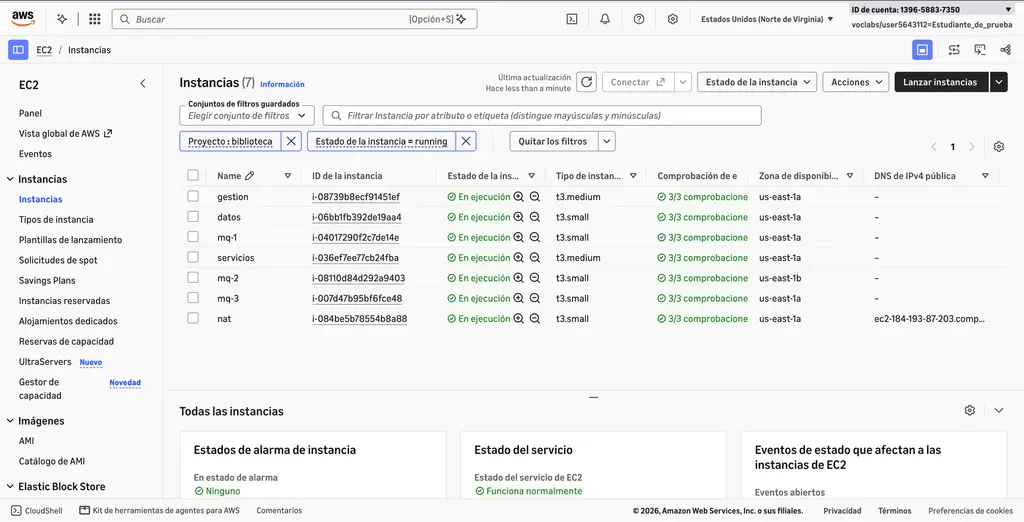 aws
Buscar [Opción+S]
Estados Unidos (Norte de Virginia)
ID de cuenta: 1396-5883-7350
voclabs/user5643112=Estudiante_de_prueba
EC2 / Instancias
EC2
Panel
Vista global de AWS
Eventos
Instancias
Instancias
Tipos de instancia
Plantillas de lanzamiento
Solicitudes de spot
Savings Plans
Instancias reservadas
Alojamientos dedicados
Reservas de capacidad
UltraServers Nuevo
Gestor de capacidad Novedad
Imágenes
AMI
Catálogo de AMI
Elastic Block Store
Instancias (7) Información
Última actualización
Hace less than a minute
Conectar
Estado de la instancia
Acciones
Lanzar instancias
Conjuntos de filtros guardados
Elegir conjunto de filtros
Filtrar Instancia por atributo o etiqueta (distingue mayúsculas y minúsculas)
Proyecto : biblioteca
Estado de la instancia = running
Quitar los filtros
1
Name ID de la instancia Estado de la ins... Tipo de instan... Comprobación de e Zona de disponibi... DNS de IPv4 pública
gestion i-08739b8ecf91451ef En ejecución t3.medium 3/3 comprobacione us-east-1a –
datos i-06bb1fb392de19aa4 En ejecución t3.small 3/3 comprobacione us-east-1a –
mq-1 i-04017290f2c7de14e En ejecución t3.small 3/3 comprobacione us-east-1a –
servicios i-036ef7ee77cb24fba En ejecución t3.medium 3/3 comprobacione us-east-1a –
mq-2 i-08110d84d292a9403 En ejecución t3.small 3/3 comprobacione us-east-1b –
mq-3 i-007d47b95bf6fce48 En ejecución t3.small 3/3 comprobacione us-east-1a –
nat i-084be5b78554b8a88 En ejecución t3.small 3/3 comprobacione us-east-1a ec2-184-193-87-203.comp...
Todas las instancias
Estados de alarma de instancia
En estado de alarma
Ninguno
Estado del servicio
Estado del servicio de EC2
Funciona normalmente
Eventos de estado que afectan a las
instancias de EC2
Eventos abiertos
CloudShell
Kit de herramientas de agentes para AWS
Comentarios
© 2026, Amazon Web Services, Inc. o sus filiales.
Privacidad
Términos
Preferencias de cookies